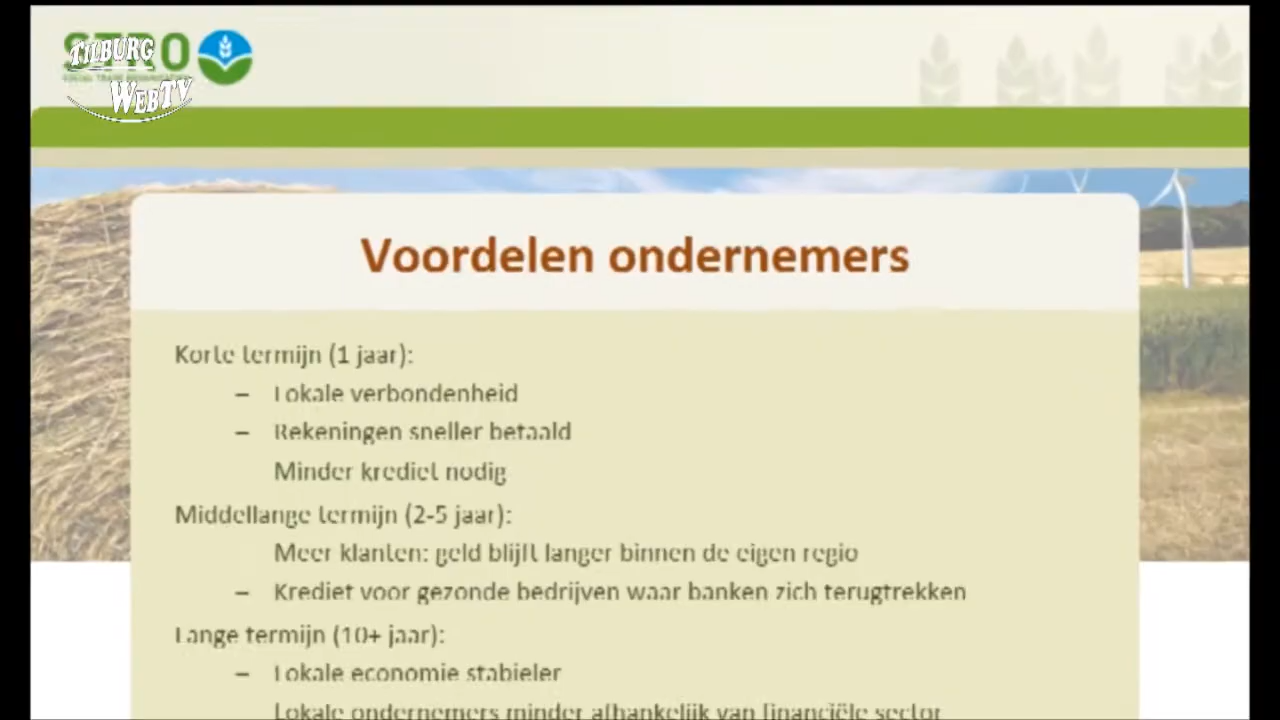 STRO
TILBURG
WEBTV
Voordelen ondernemers
Korte termijn (1 jaar):
– Lokale verbondenheid
– Rekeningen sneller betaald
Minder krediet nodig
Middellange termijn (2-5 jaar):
Meer klanten: geld blijft langer binnen de eigen regio
– Krediet voor gezonde bedrijven waar banken zich terugtrekken
Lange termijn (10+ jaar):
– Lokale economie stabieler
Lokale ondernemers minder afhankelijk van financiële sector